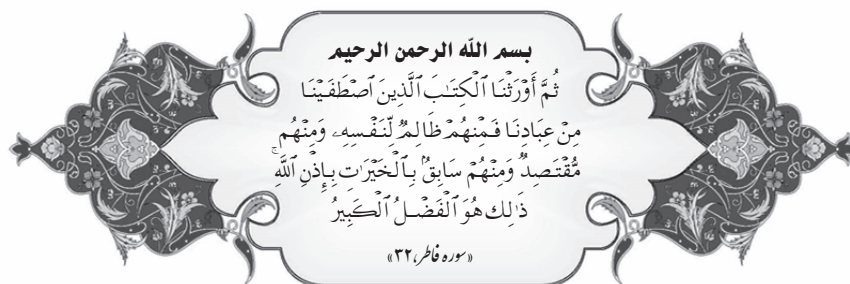 بسم الله الرحمن الرحيم
ثُمَّ أَوْرَثْنَا ٱلْكِتَٰبَ ٱلَّذِينَ ٱصْطَفَيْنَا
مِنْ عِبَادِنَا فَمِنْهُمْ ظَالِمٌ لِّنَفْسِهِۦ وَمِنْهُم
مُّقْتَصِدٌ وَمِنْهُمْ سَابِقٌۢ بِٱلْخَيْرَٰتِ بِإِذْنِ ٱللَّهِۚ
ذَٰلِكَ هُوَ ٱلْفَضْلُ ٱلْكَبِيرُ
«سوره فاطر، ۳۲»